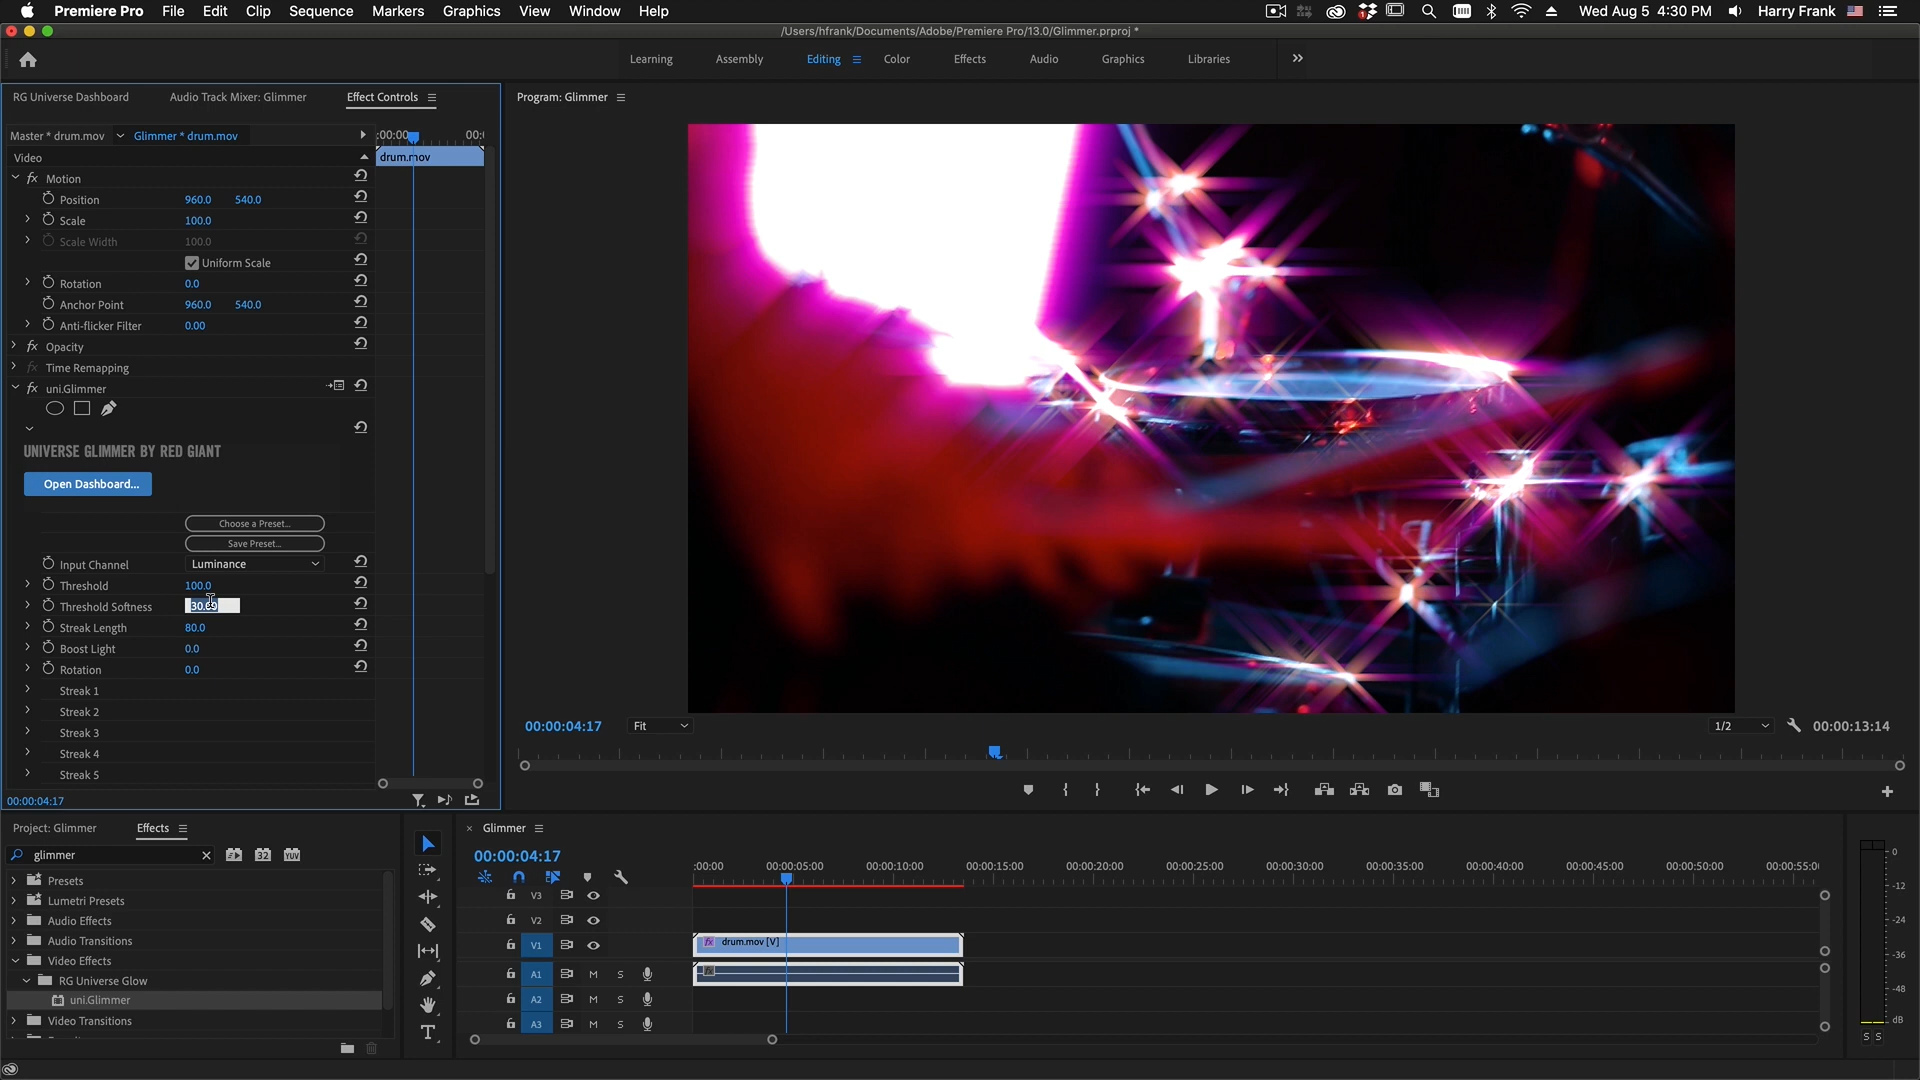 Premiere Pro File Edit Clip Sequence Markers Graphics View Window Help
Wed Aug 5 4:30 PM Harry Frank
/Users/hfrank/Documents/Adobe/Premiere Pro/13.0/Glimmer.prproj *
Learning Assembly Editing Color Effects Audio Graphics Libraries
RG Universe Dashboard Audio Track Mixer: Glimmer Effect Controls
Program: Glimmer
Master * drum.mov Glimmer * drum.mov
:00:00 00:
Video
drum.mov
fx Motion
Position 960.0 540.0
Scale 100.0
Scale Width 100.0
Uniform Scale
Rotation 0.0
Anchor Point 960.0 540.0
Anti-flicker Filter 0.00
fx Opacity
fx Time Remapping
fx uni.Glimmer
UNIVERSE GLIMMER BY RED GIANT
Open Dashboard...
Choose a Preset...
Save Preset...
Input Channel Luminance
Threshold 100.0
Threshold Softness 30.00
Streak Length 80.0
Boost Light 0.0
Rotation 0.0
Streak 1
Streak 2
Streak 3
Streak 4
Streak 5
00:00:04:17
00:00:04:17 Fit 1/2 00:00:13:14
Project: Glimmer Effects
glimmer
32 YUV
Presets
Lumetri Presets
Audio Effects
Audio Transitions
Video Effects
RG Universe Glow
uni.Glimmer
Video Transitions
× Glimmer
00:00:04:17
:00:00 00:00:05:00 00:00:10:00 00:00:15:00 00:00:20:00 00:00:25:00 00:00:30:00 00:00:35:00 00:00:40:00 00:00:45:00 00:00:50:00 00:00:55:0
V3
V2
V1
fx drum.mov [V]
A1 M S
fx
A2 M S
A3 M S
T
0
-12
-24
-36
-48
dB
S S